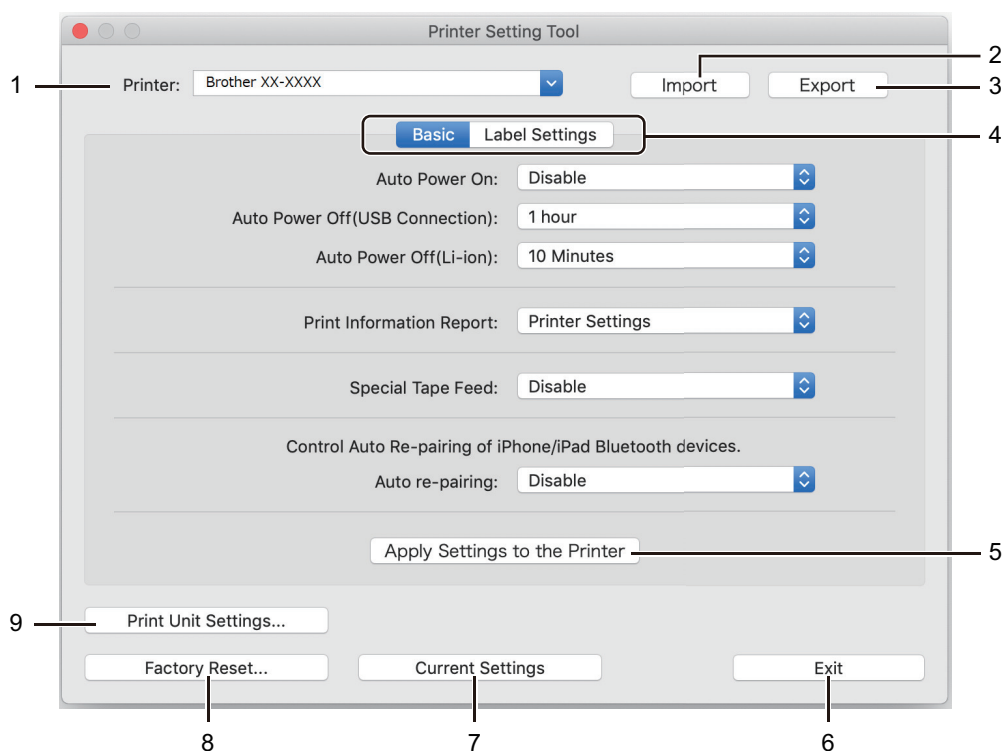 Printer Setting Tool
2
1 Printer: Brother XX-XXXX Import Export 3
Basic Label Settings 4
Auto Power On: Disable
Auto Power Off(USB Connection): 1 hour
Auto Power Off(Li-ion): 10 Minutes
Print Information Report: Printer Settings
Special Tape Feed: Disable
Control Auto Re-pairing of iPhone/iPad Bluetooth devices.
Auto re-pairing: Disable
Apply Settings to the Printer 5
9 Print Unit Settings...
Factory Reset... Current Settings Exit
8 7 6